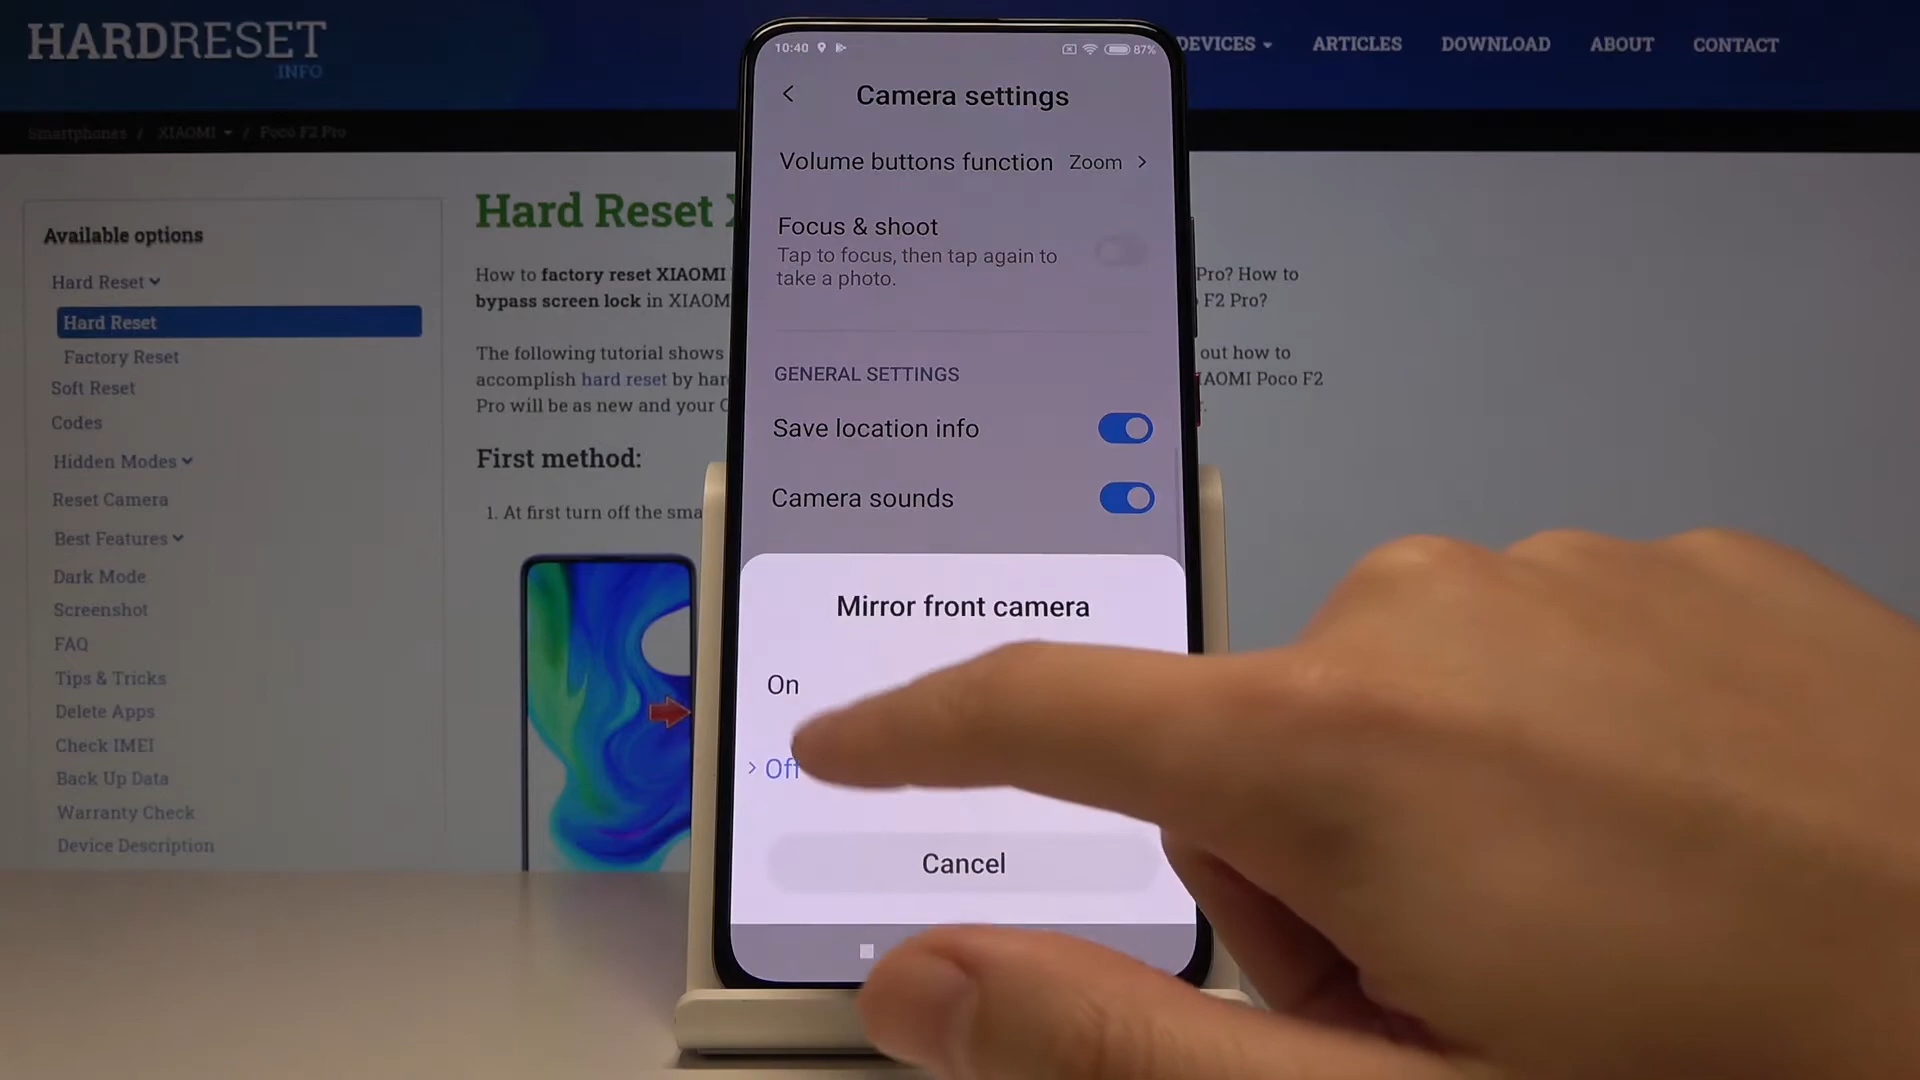 HARDRESET
.INFO
DEVICES
ARTICLES
DOWNLOAD
ABOUT
CONTACT
Smartphones / XIAOMI / Poco F2 Pro
Available options
Hard Reset
Hard Reset
Factory Reset
Soft Reset
Codes
Hidden Modes
Reset Camera
Best Features
Dark Mode
Screenshot
FAQ
Tips & Tricks
Delete Apps
Check IMEI
Back Up Data
Warranty Check
Device Description
Hard Reset
How to factory reset XIAOMI
Pro? How to
bypass screen lock in XIAOM
F2 Pro?
The following tutorial shows
out how to
accomplish hard reset by har
IAOMI Poco F2
Pro will be as new and your
First method:
1. At first turn off the sma
10:40
87%
Camera settings
Volume buttons function Zoom >
Focus & shoot
Tap to focus, then tap again to
take a photo.
GENERAL SETTINGS
Save location info
Camera sounds
Mirror front camera
On
> Off
Cancel